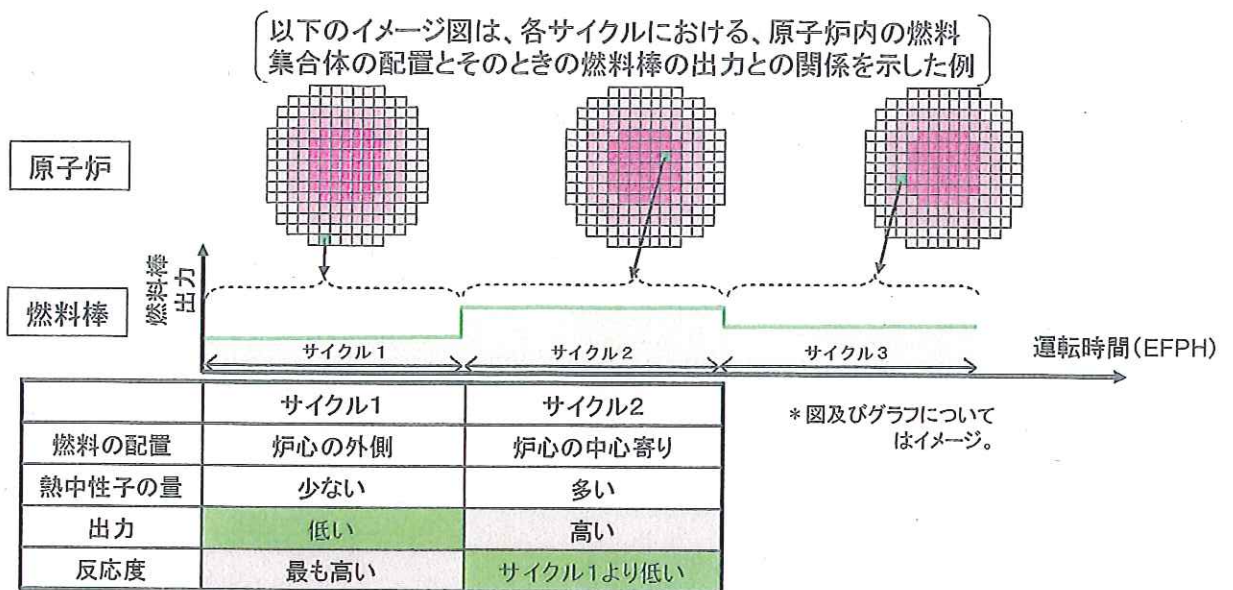 以下のイメージ図は、各サイクルにおける、原子炉内の燃料
集合体の配置とそのときの燃料棒の出力との関係を示した例
原子炉
燃料棒
燃料棒
出力
サイクル1
サイクル2
サイクル3
運転時間(EFPH)
サイクル1 サイクル2
燃料の配置 炉心の外側 炉心の中心寄り
熱中性子の量 少ない 多い
出力 低い 高い
反応度 最も高い サイクル1より低い
*図及びグラフについて
はイメージ。